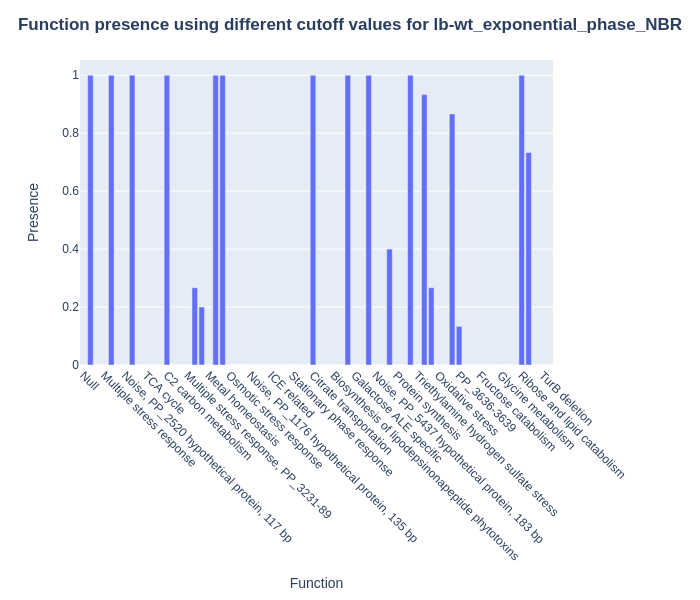 Function presence using different cutoff values for lb-wt_exponential_phase_NBR
1
0.8
0.6
0.4
0.2
0
Presence
Null
Multiple stress response
Noise, PP_2520 hypothetical protein, 117 bp
TCA cycle
C2 carbon metabolism
Multiple stress response, PP_3231-89
Metal homeostasis
Osmotic stress response
Noise, PP_1176 hypothetical protein, 135 bp
ICE related
Stationary phase response
Citrate transportation
Biosynthesis of lipodepsinonapeptide phytotoxins
Galactose ALE specific
Noise, PP_5437 hypothetical protein, 183 bp
Protein synthesis
Triethylamine hydrogen sulfate stress
Oxidative stress
PP_3636-3639
Fructose catabolism
Glycine metabolism
Ribose and lipid catabolism
TurB deletion
Function